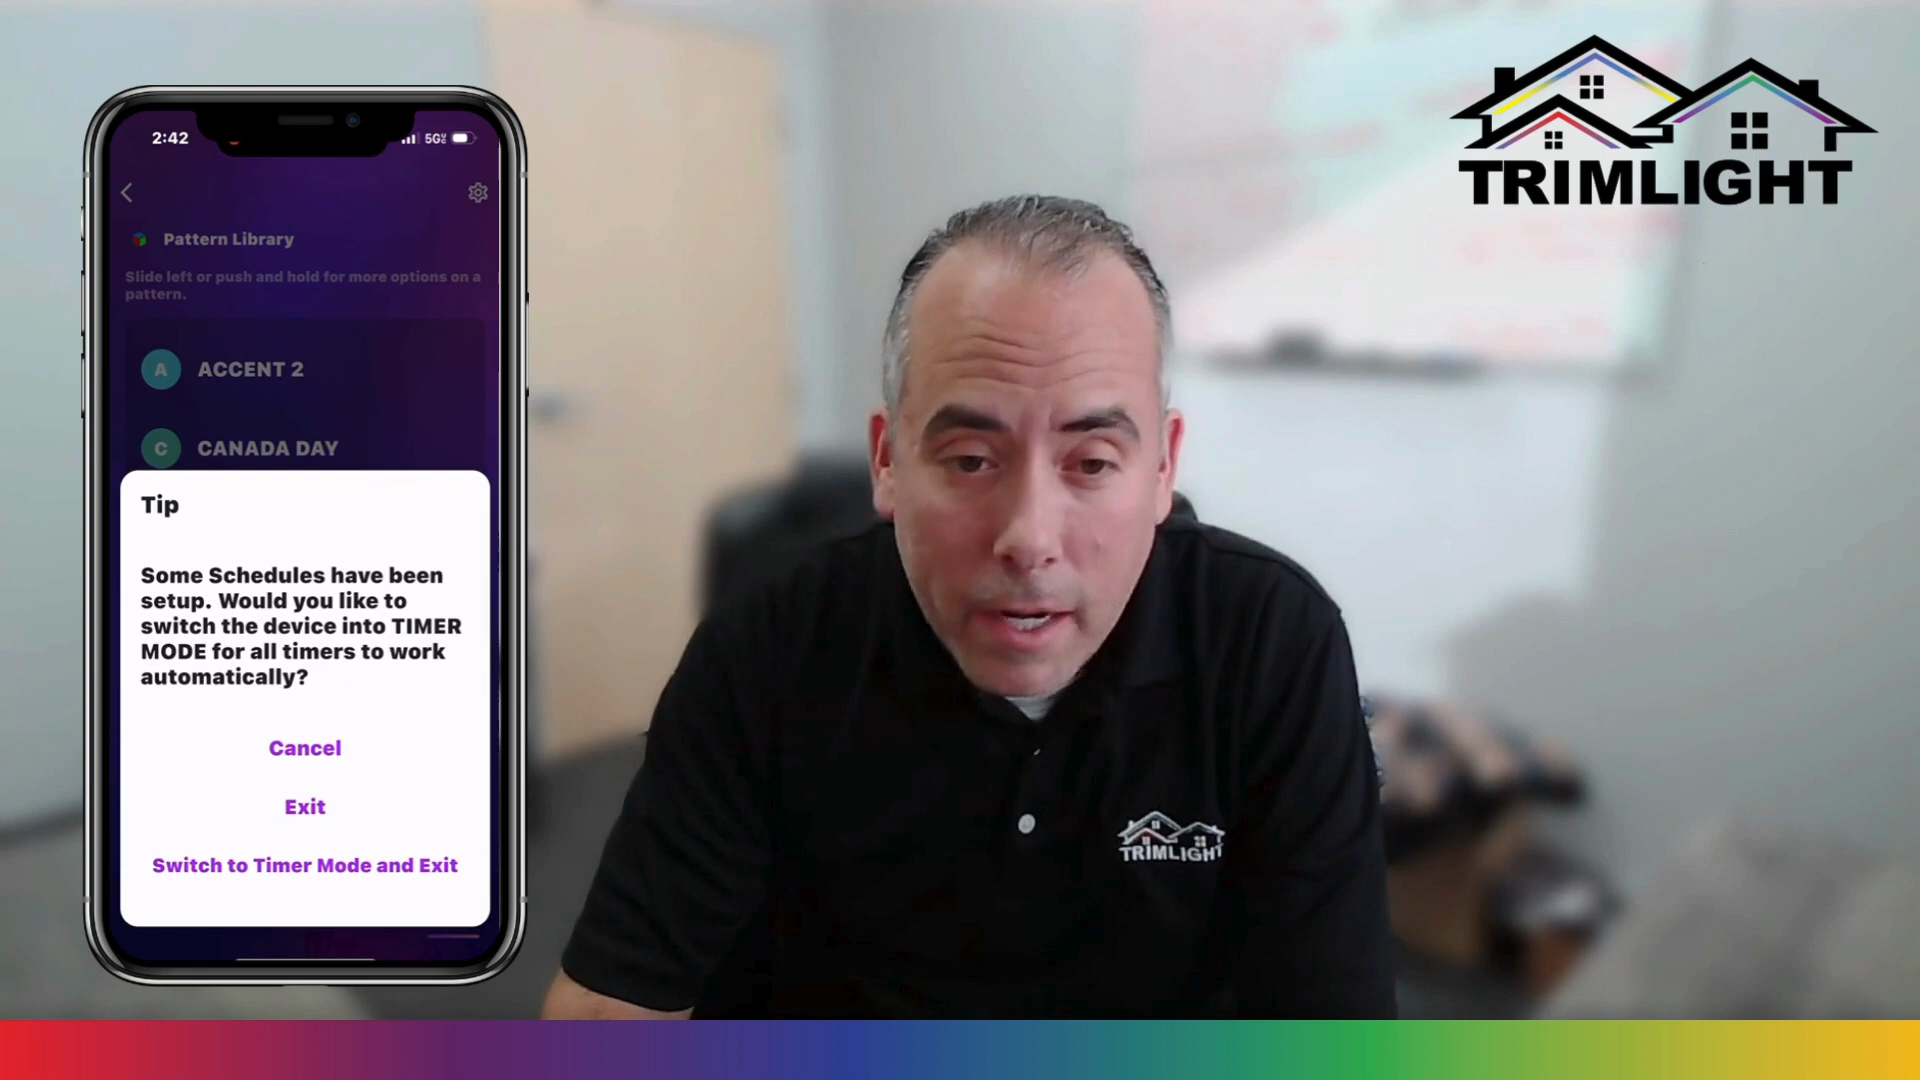 2:42
5G
Pattern Library
Slide left or push and hold for more options on a
pattern.
A ACCENT 2
C CANADA DAY
Tip
Some Schedules have been
setup. Would you like to
switch the device into TIMER
MODE for all timers to work
automatically?
Cancel
Exit
Switch to Timer Mode and Exit
TRIMLIGHT
TRIMLIGHT